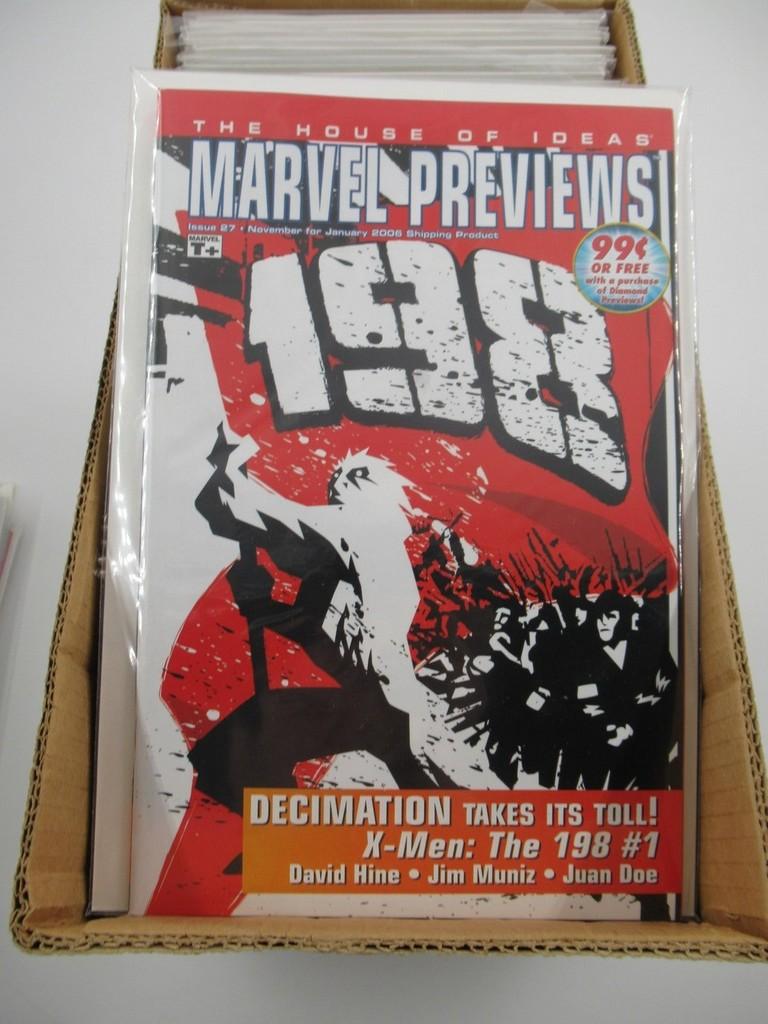 THE HOUSE OF IDEAS
MARVEL PREVIEWS
Issue 27 • November for January 2006 Shipping Product
MARVEL
T+
99¢
OR FREE
with a purchase
of Diamond
Previews!
198
DECIMATION TAKES ITS TOLL!
X-Men: The 198 #1
David Hine • Jim Muniz • Juan Doe